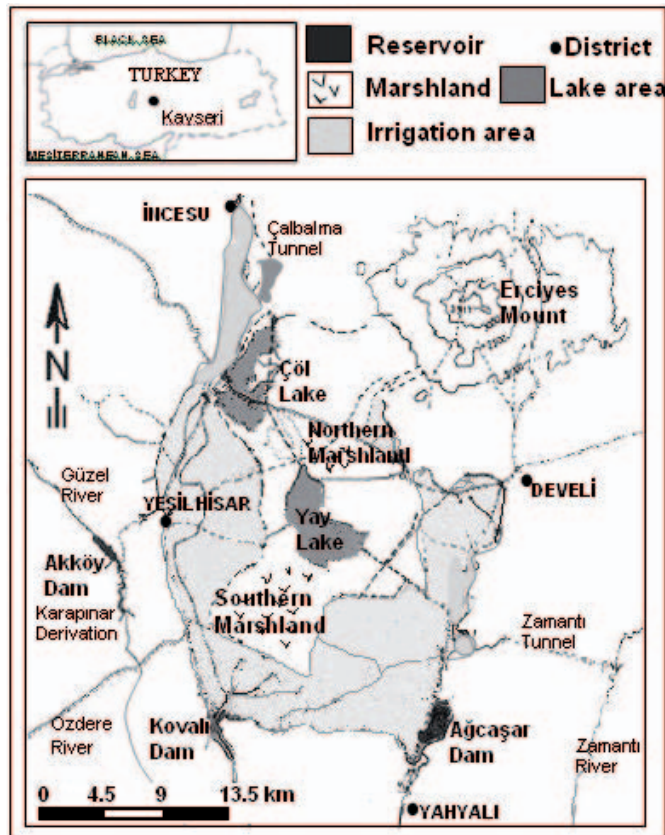 BLACK SEA
TURKEY
Kayseri
MESİTERRANEAN SEA
Reservoir
District
Marshland
Lake area
Irrigation area
İNCESU
Çalbalma
Tunnel
Erciyes
Mount
N
Çöl
Lake
Northern
Marshland
Güzel
River
YEŞİLHİSAR
DEVELİ
Yay
Lake
Akköy
Dam
Karapınar
Derivation
Southern
Marshland
Zamantı
Tunnel
Özdere
River
Kovalı
Dam
Ağcaşar
Dam
Zamantı
River
0 4.5 9 13.5 km
YAHYALI